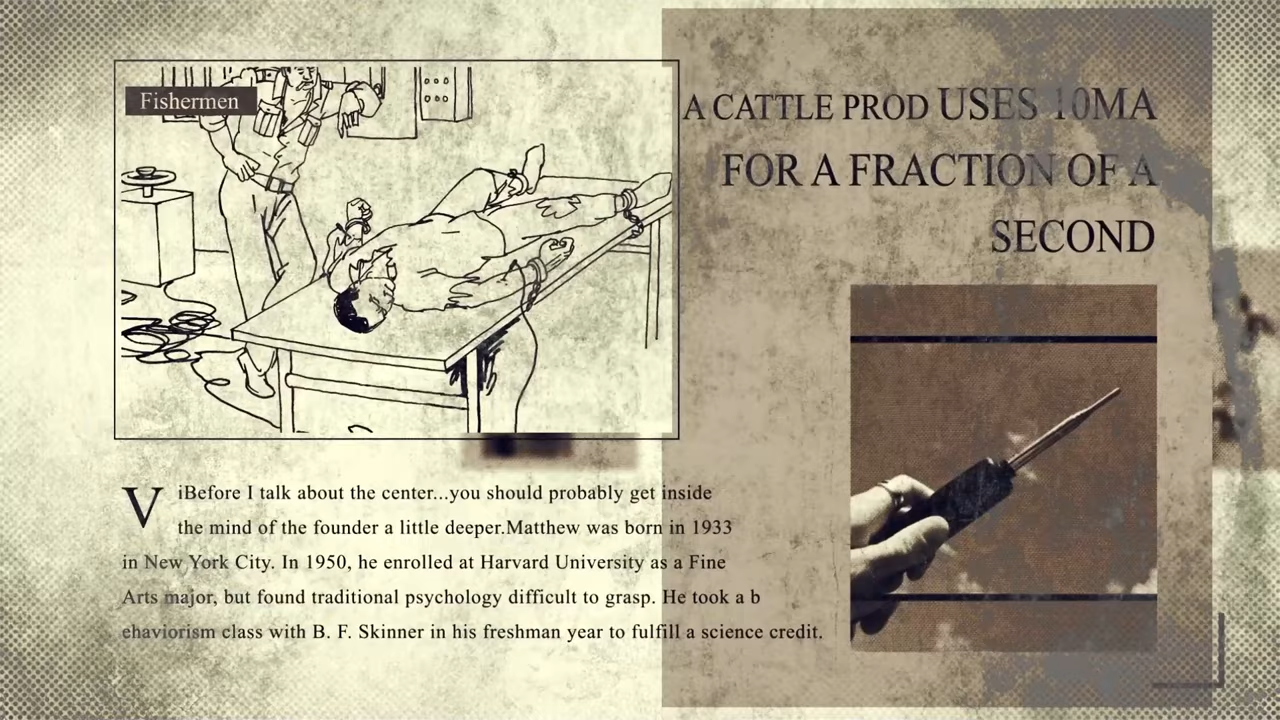 Fishermen
A CATTLE PROD USES 10MA
FOR A FRACTION OF A
SECOND
V iBefore I talk about the center...you should probably get inside
the mind of the founder a little deeper.Matthew was born in 1933
in New York City. In 1950, he enrolled at Harvard University as a Fine
Arts major, but found traditional psychology difficult to grasp. He took a b
ehaviorism class with B. F. Skinner in his freshman year to fulfill a science credit.